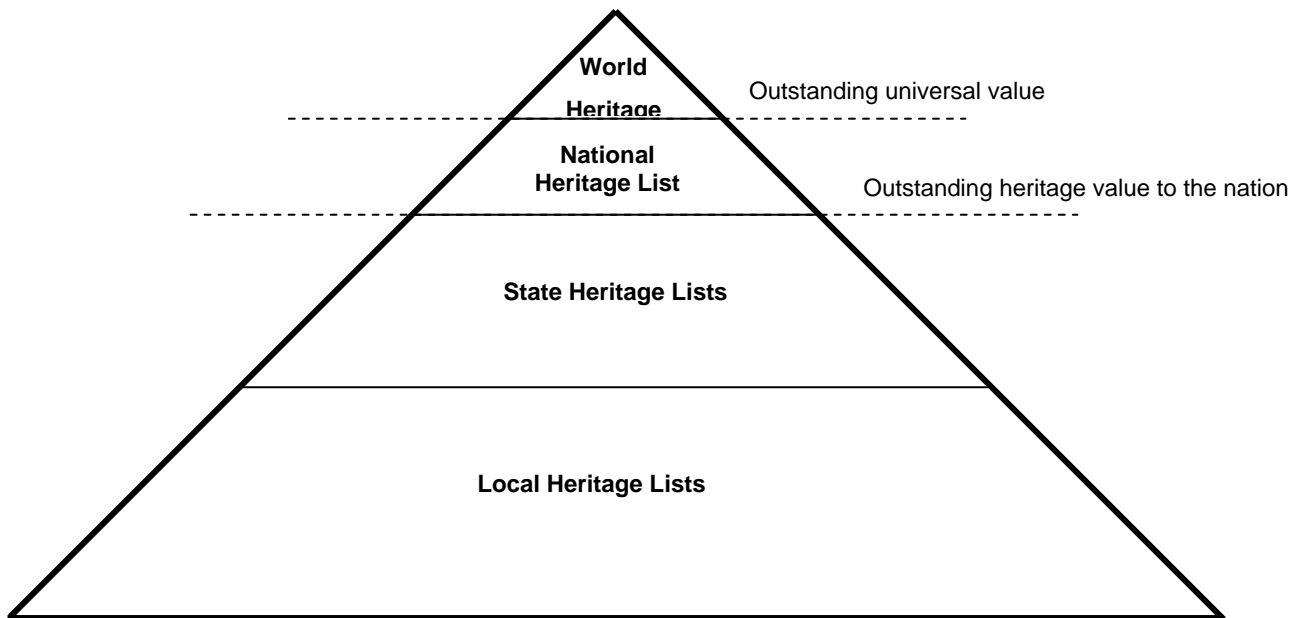 World
Outstanding universal value
Heritage
National
Heritage List
Outstanding heritage value to the nation
State Heritage Lists
Local Heritage Lists